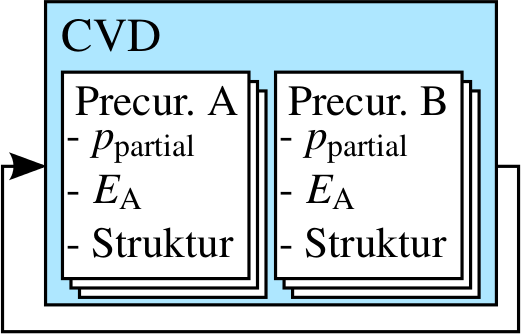 CVD
Precur. A
- p_partial
- E_A
- Struktur
Precur. B
- p_partial
- E_A
- Struktur